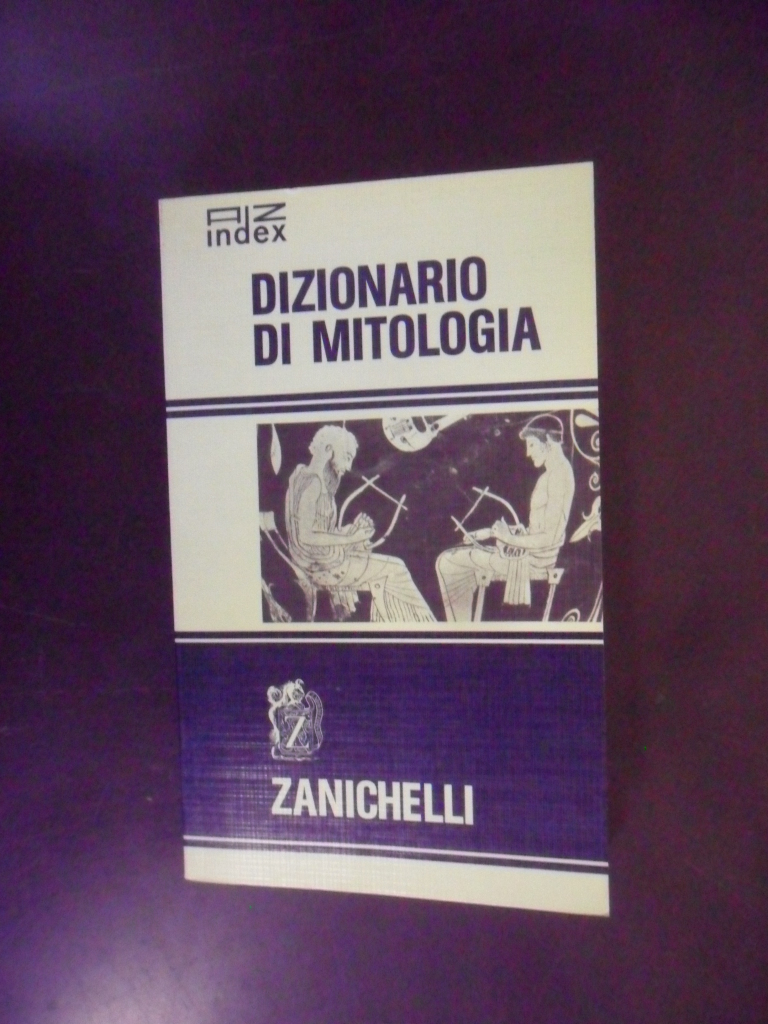 AZ
index
DIZIONARIO
DI MITOLOGIA
Z
ZANICHELLI